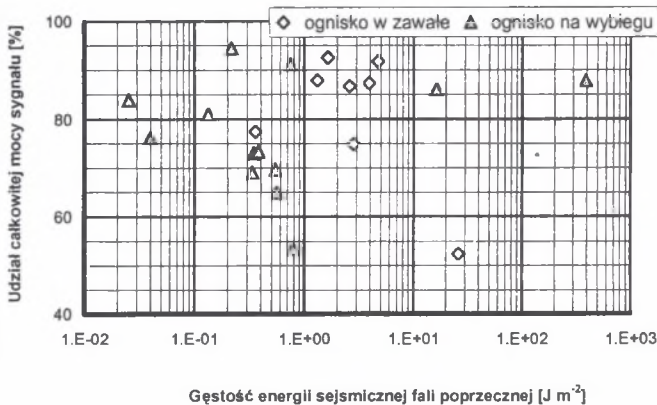 ognisko w zawale ognisko na wybiegu
Udział całkowitej mocy sygnału [%]
100
80
60
40
1.E-02 1.E-01 1.E+00 1.E+01 1.E+02 1.E+03
Gęstość energii sejsmicznej fali poprzecznej [J m⁻²]